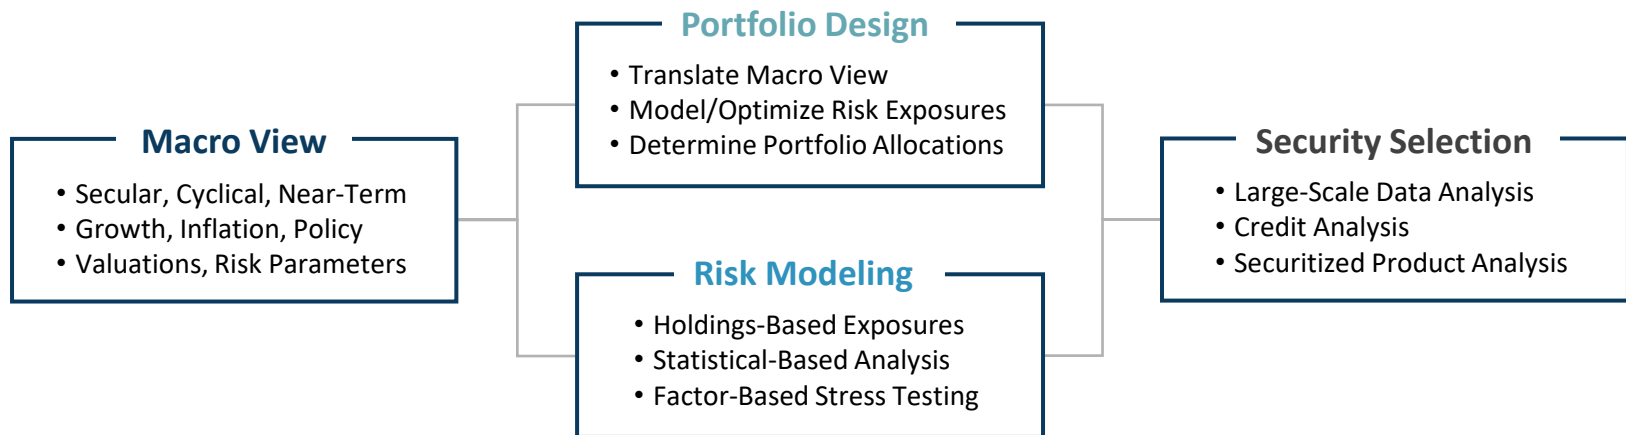 Macro View
• Secular, Cyclical, Near-Term
• Growth, Inflation, Policy
• Valuations, Risk Parameters
Portfolio Design
• Translate Macro View
• Model/Optimize Risk Exposures
• Determine Portfolio Allocations
Risk Modeling
• Holdings-Based Exposures
• Statistical-Based Analysis
• Factor-Based Stress Testing
Security Selection
• Large-Scale Data Analysis
• Credit Analysis
• Securitized Product Analysis